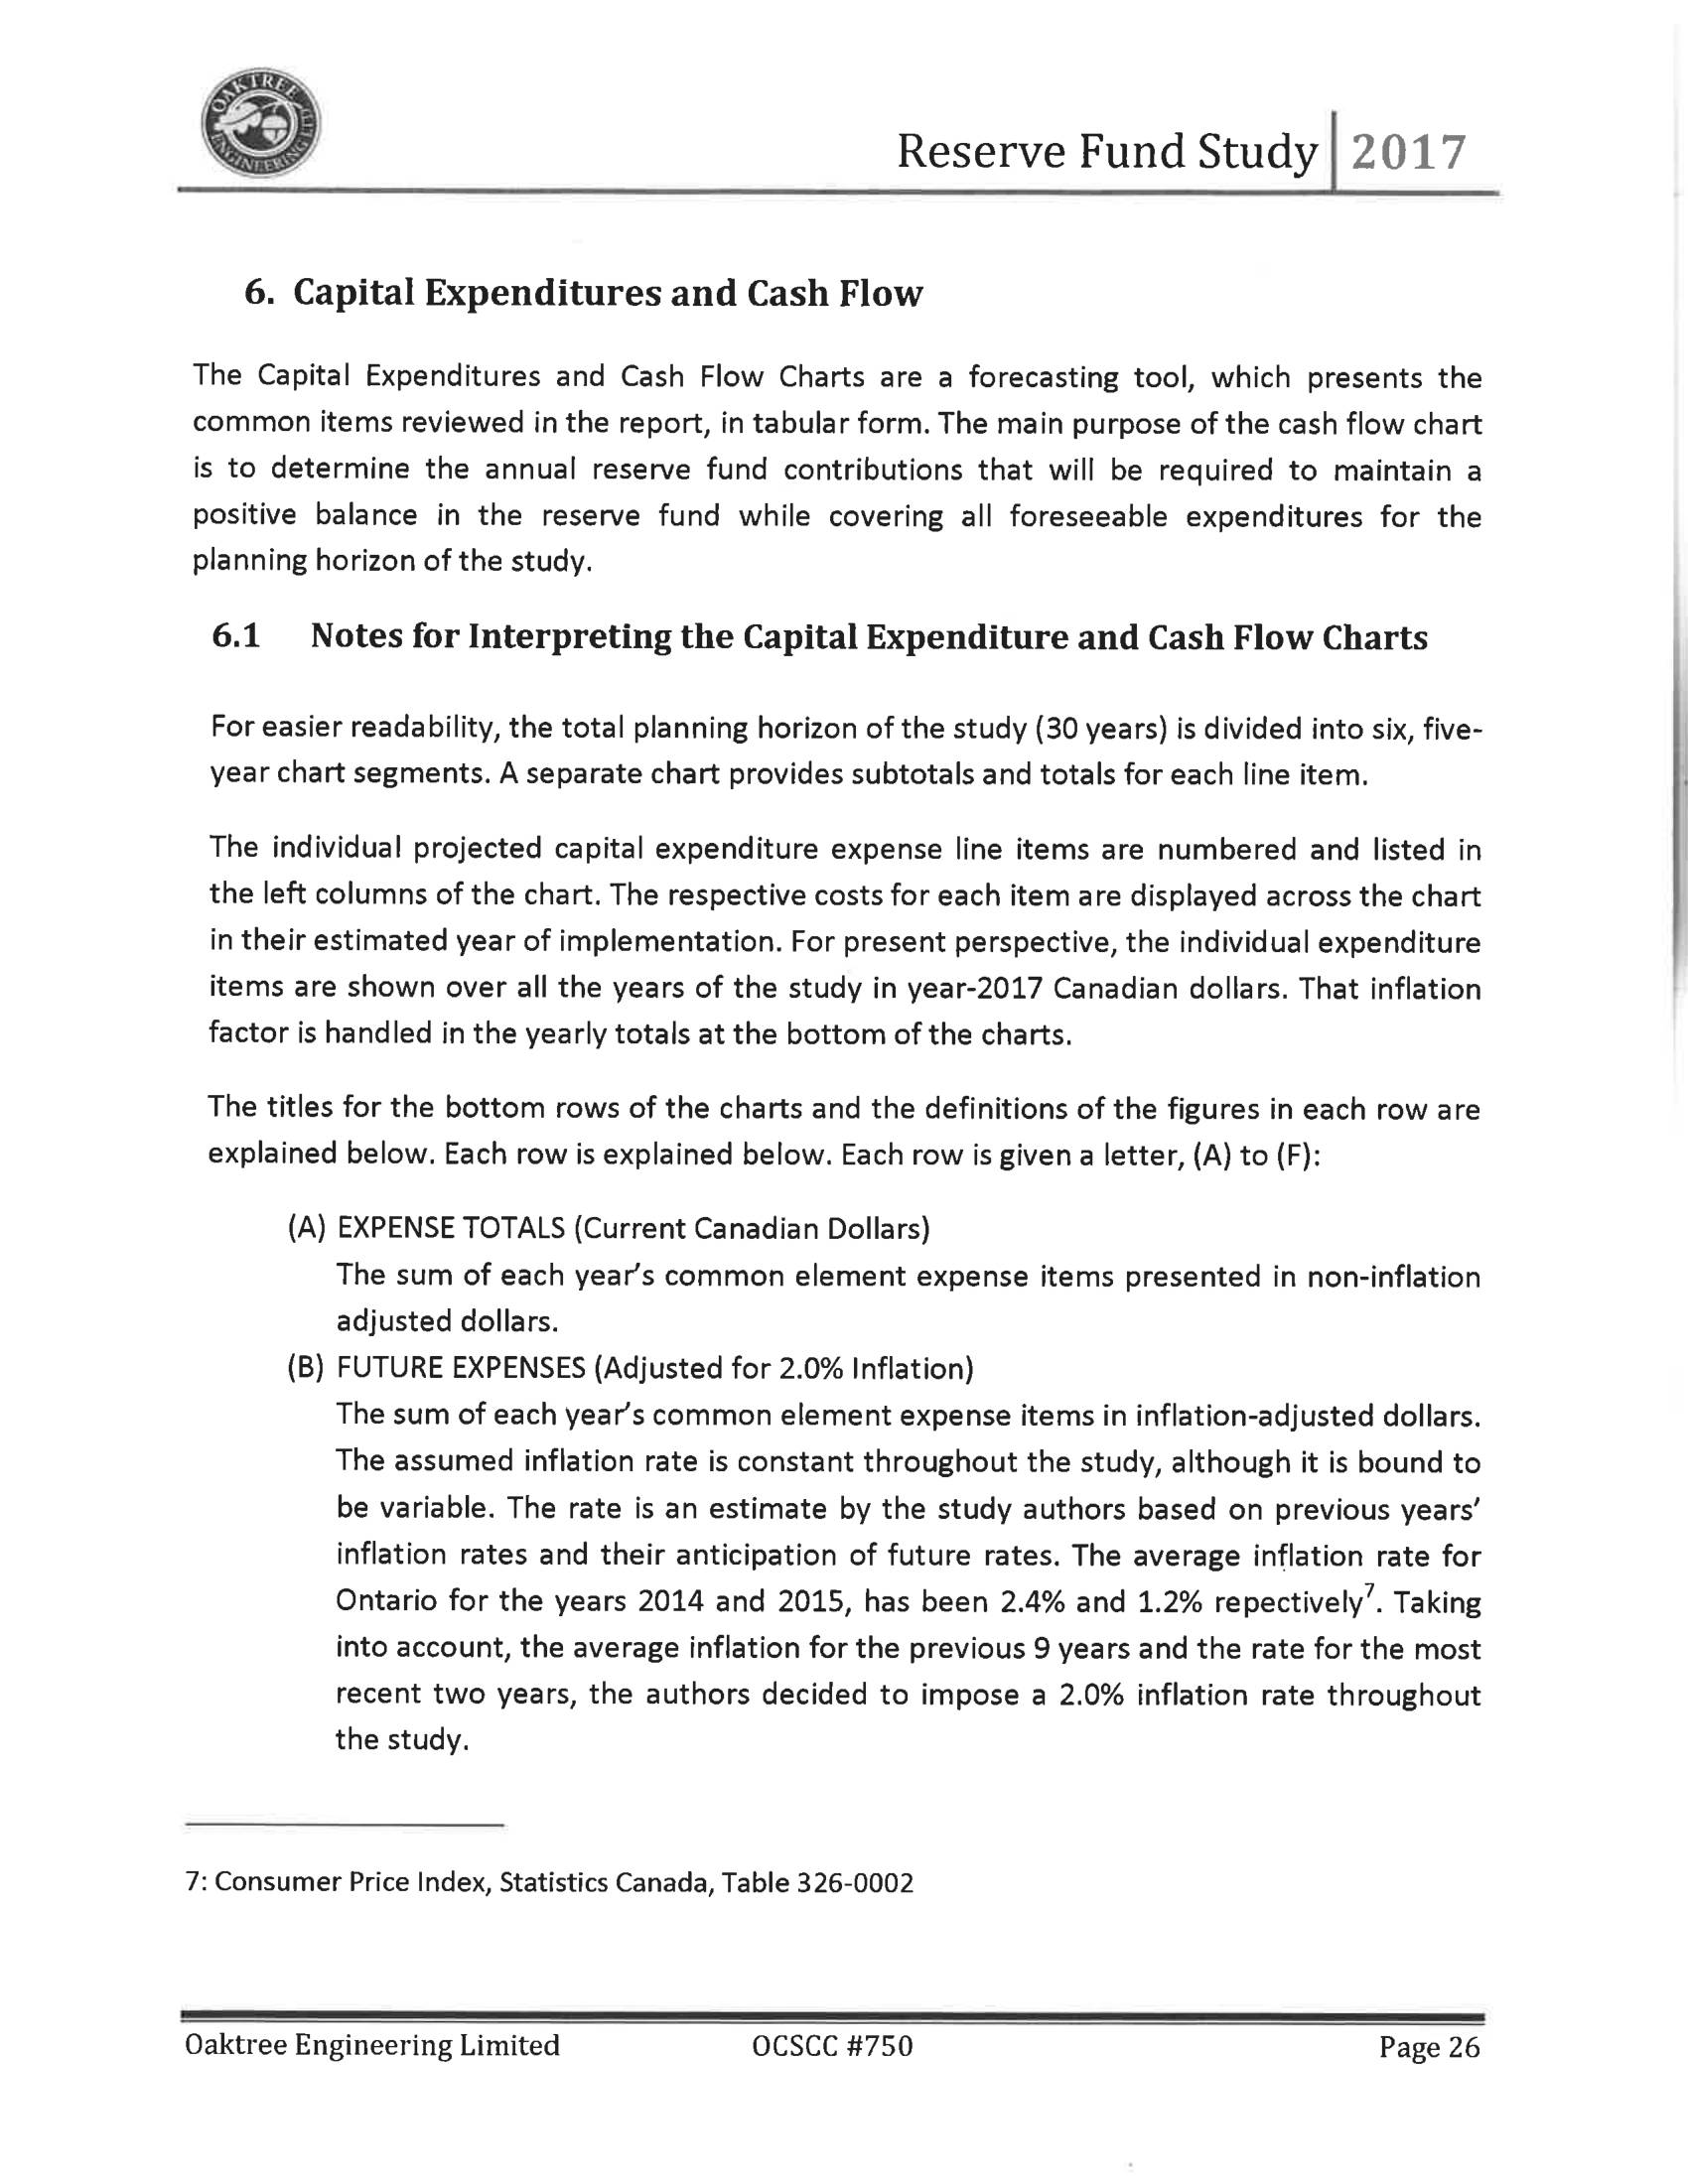 OAKTREE
ENGINEERING LTD
Reserve Fund Study 2017
6. Capital Expenditures and Cash Flow
The Capital Expenditures and Cash Flow Charts are a forecasting tool, which presents the
common items reviewed in the report, in tabular form. The main purpose of the cash flow chart
is to determine the annual reserve fund contributions that will be required to maintain a
positive balance in the reserve fund while covering all foreseeable expenditures for the
planning horizon of the study.
6.1 Notes for Interpreting the Capital Expenditure and Cash Flow Charts
For easier readability, the total planning horizon of the study (30 years) is divided into six, five-
year chart segments. A separate chart provides subtotals and totals for each line item.
The individual projected capital expenditure expense line items are numbered and listed in
the left columns of the chart. The respective costs for each item are displayed across the chart
in their estimated year of implementation. For present perspective, the individual expenditure
items are shown over all the years of the study in year-2017 Canadian dollars. That inflation
factor is handled in the yearly totals at the bottom of the charts.
The titles for the bottom rows of the charts and the definitions of the figures in each row are
explained below. Each row is explained below. Each row is given a letter, (A) to (F):
(A) EXPENSE TOTALS (Current Canadian Dollars)
The sum of each year's common element expense items presented in non-inflation
adjusted dollars.
(B) FUTURE EXPENSES (Adjusted for 2.0% Inflation)
The sum of each year's common element expense items in inflation-adjusted dollars.
The assumed inflation rate is constant throughout the study, although it is bound to
be variable. The rate is an estimate by the study authors based on previous years'
inflation rates and their anticipation of future rates. The average inflation rate for
Ontario for the years 2014 and 2015, has been 2.4% and 1.2% repectively⁷. Taking
into account, the average inflation for the previous 9 years and the rate for the most
recent two years, the authors decided to impose a 2.0% inflation rate throughout
the study.
7: Consumer Price Index, Statistics Canada, Table 326-0002
Oaktree Engineering Limited OCSCC #750 Page 26